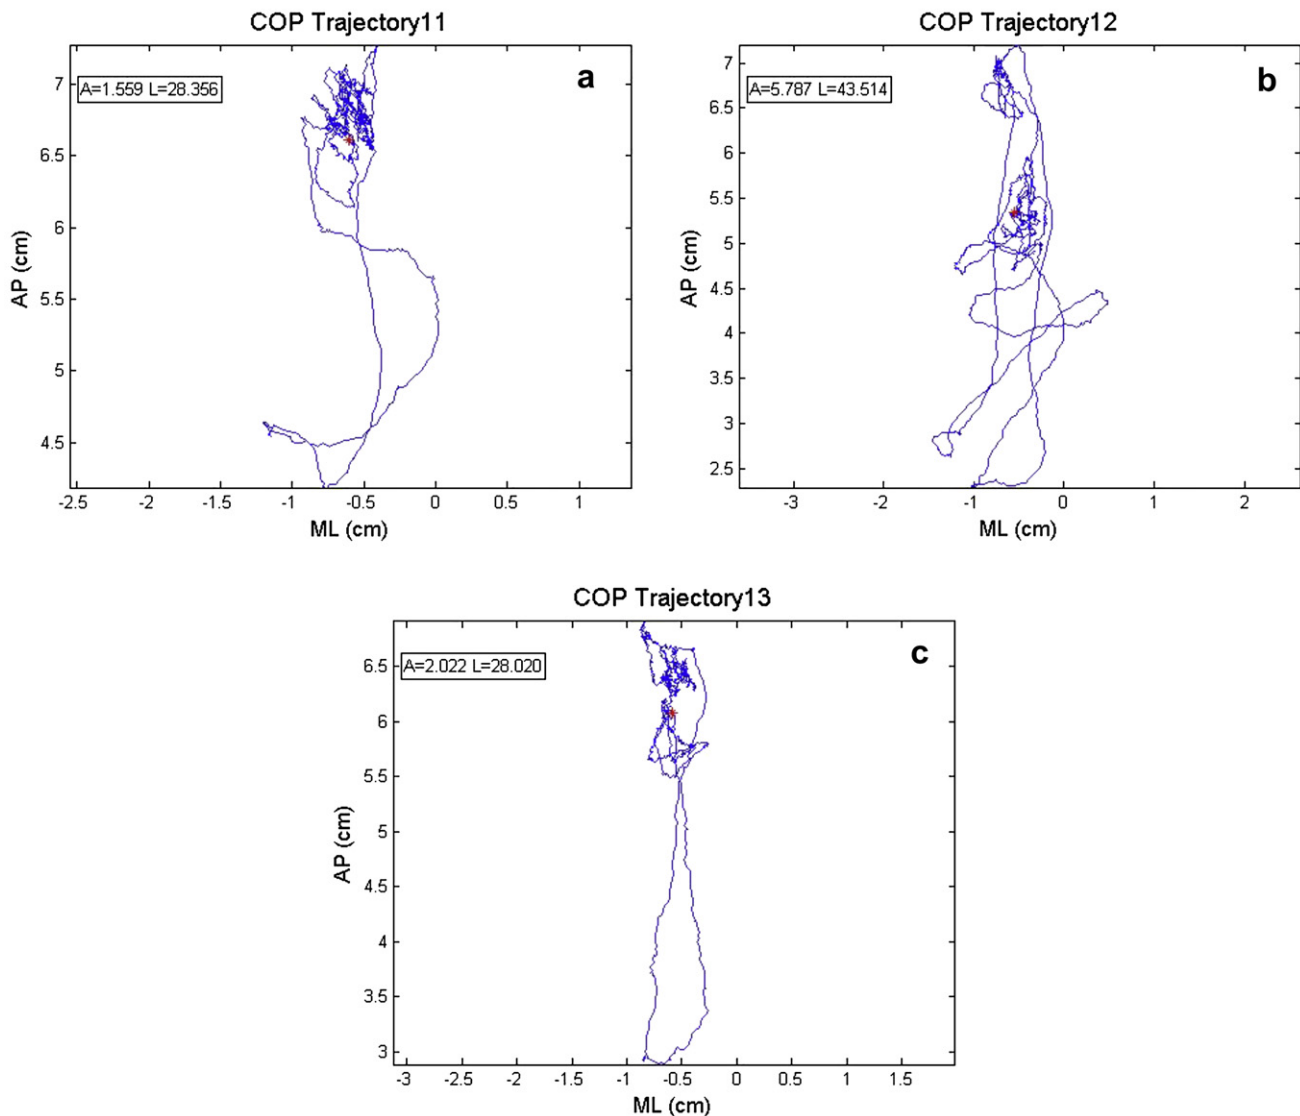 COP Trajectory11
a
A=1.559 L=28.356
7
6.5
6
5.5
5
4.5
AP (cm)
-2.5 -2 -1.5 -1 -0.5 0 0.5 1
ML (cm)
COP Trajectory12
b
A=5.787 L=43.514
7
6.5
6
5.5
5
4.5
4
3.5
3
2.5
AP (cm)
-3 -2 -1 0 1 2
ML (cm)
COP Trajectory13
c
A=2.022 L=28.020
6.5
6
5.5
5
4.5
4
3.5
3
AP (cm)
-3 -2.5 -2 -1.5 -1 -0.5 0 0.5 1 1.5
ML (cm)